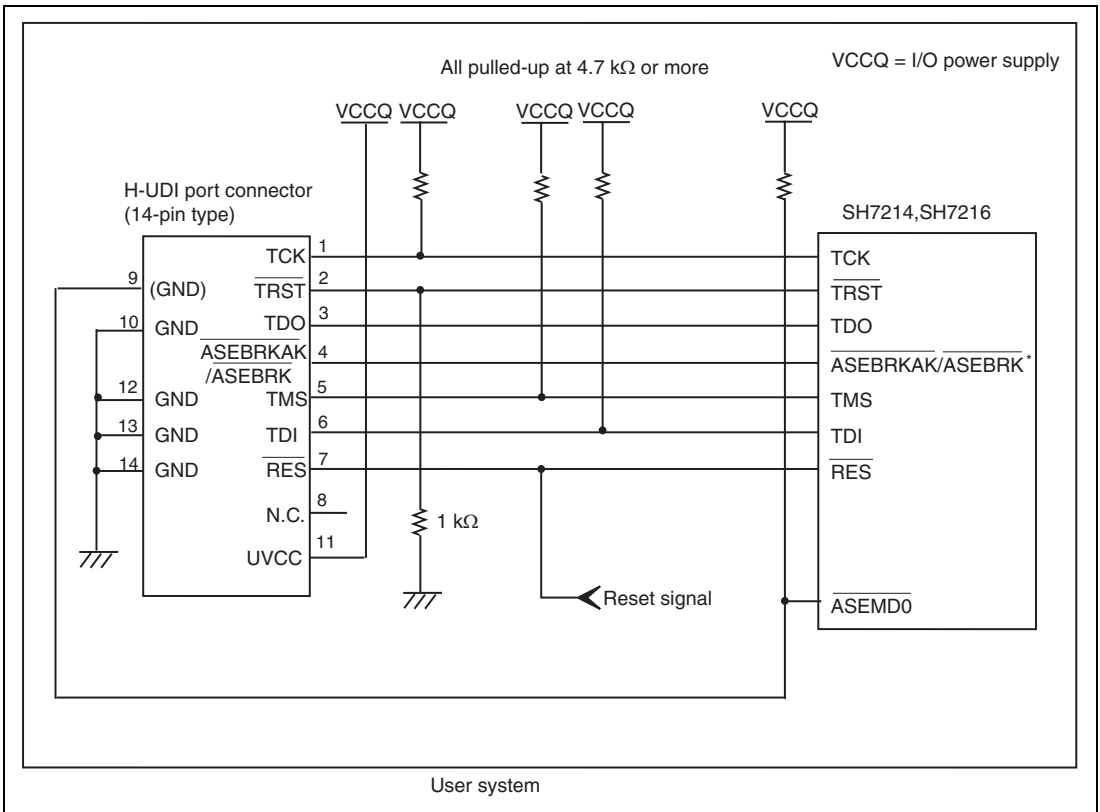 All pulled-up at 4.7 kΩ or more
VCCQ = I/O power supply
VCCQ VCCQ VCCQ VCCQ VCCQ
H-UDI port connector
(14-pin type)
SH7214,SH7216
TCK 1 TCK
9 (GND) TRST 2 TRST
10 GND TDO 3 TDO
ASEBRKAK 4 ASEBRKAK/ASEBRK*
/ASEBRK
12 GND TMS 5 TMS
13 GND TDI 6 TDI
14 GND RES 7 RES
N.C. 8
1 kΩ
UVCC 11
Reset signal
ASEMD0
User system